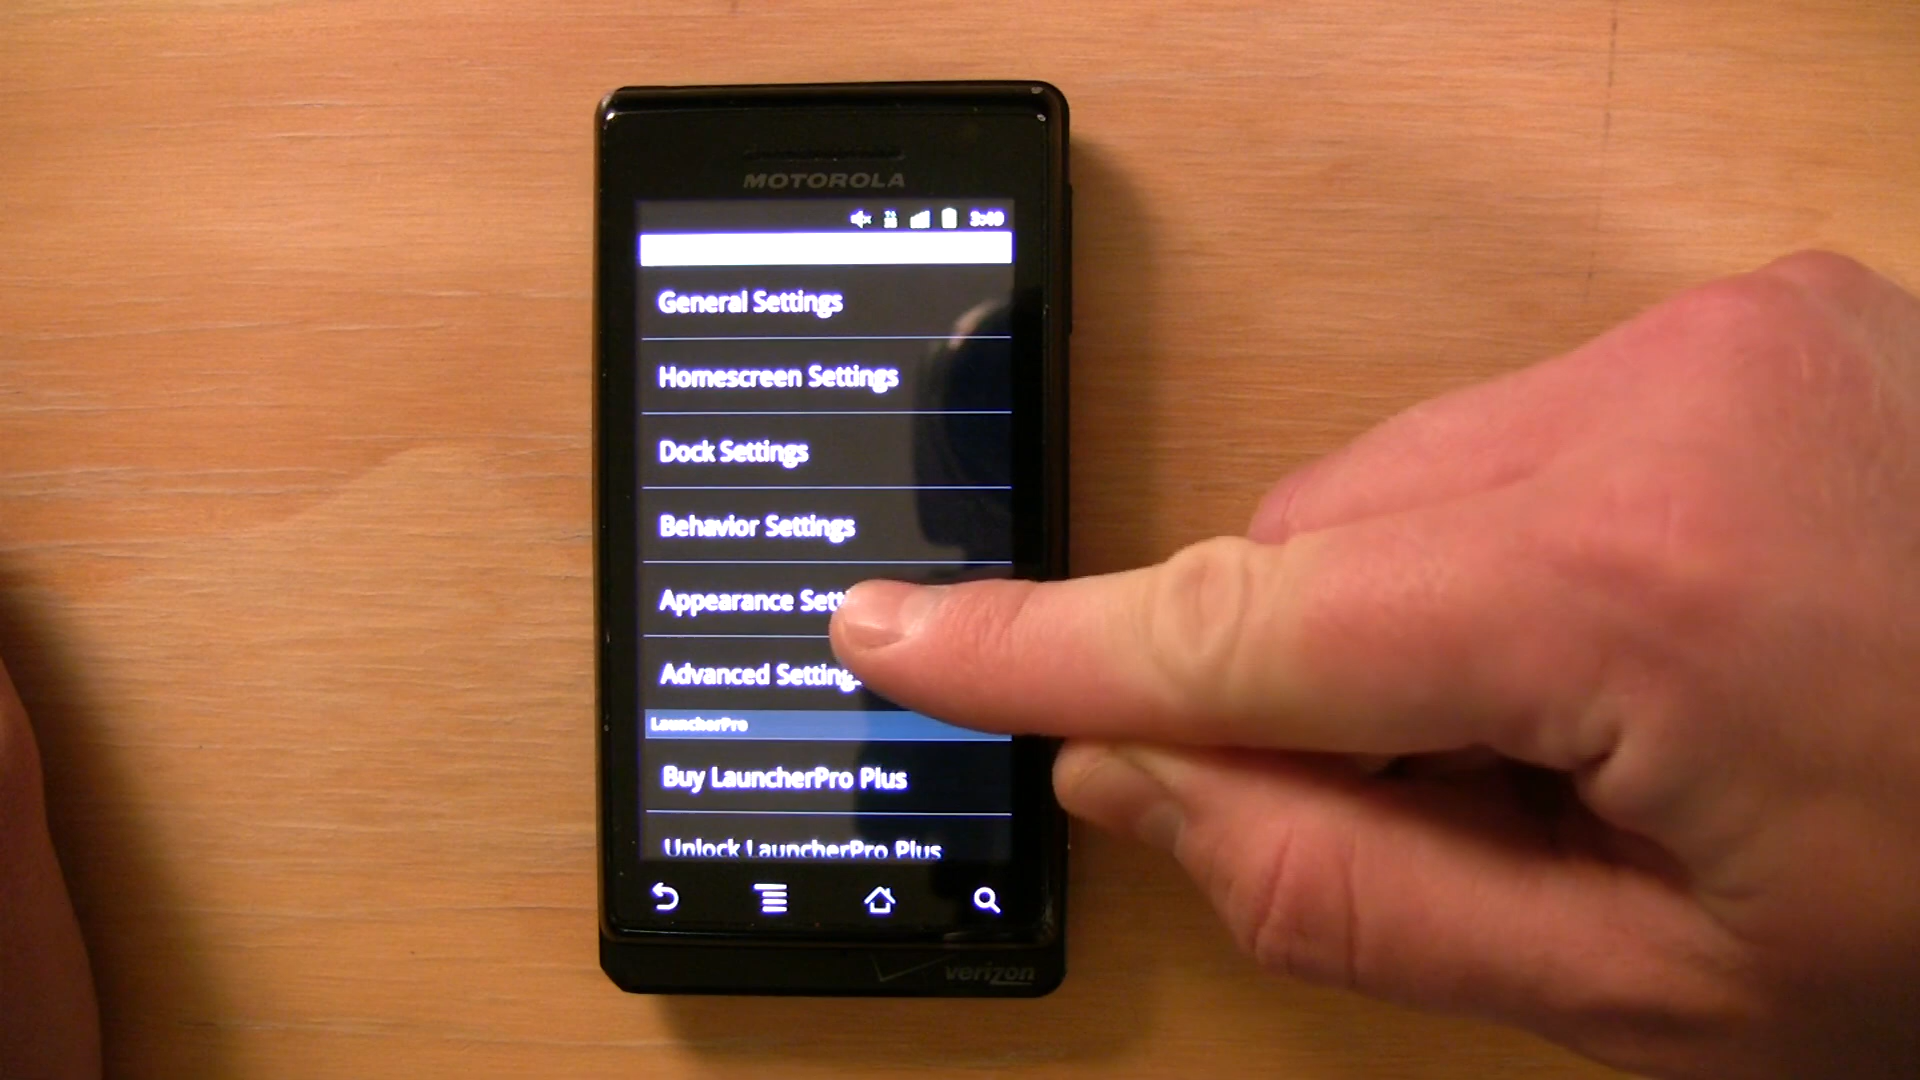 MOTOROLA
General Settings
Homescreen Settings
Dock Settings
Behavior Settings
Appearance Setti
Advanced Setting
LauncherPro
Buy LauncherPro Plus
Unlock LauncherPro Plus
verizon